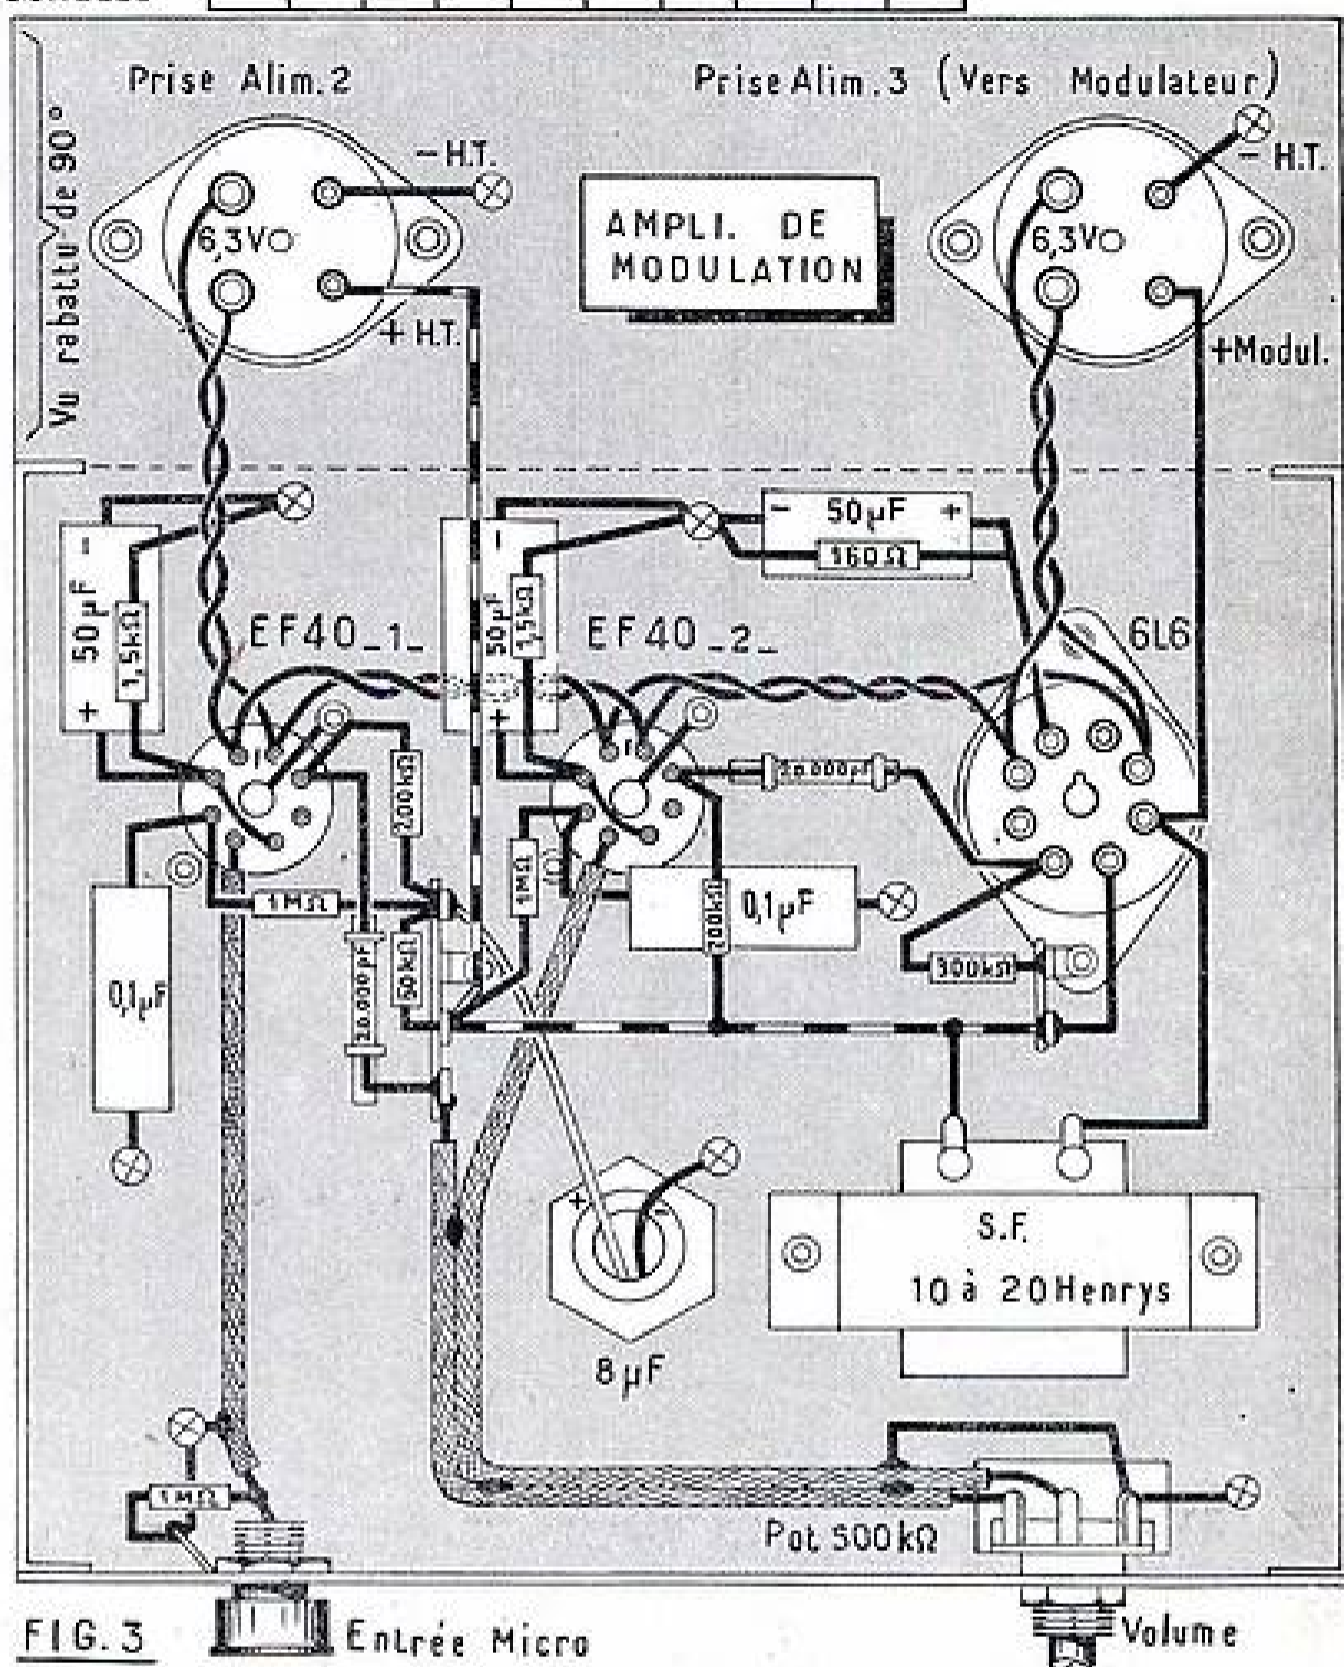 Prise Alim.2
Prise Alim.3 (Vers Modulateur)
Vu rabattu de 90°
- H.T.
- H.T.
6,3V
6,3V
AMPLI. DE
MODULATION
+ H.T.
+Modul.
- 50µF +
160Ω
-
50µF
+
1,5kΩ
EF40_1_
-
50µF
+
1,5kΩ
EF40_2_
6L6
200kΩ
20.000pF
1MΩ
1MΩ
200kΩ
0,1µF
300kΩ
0,1µF
20.000pF
50kΩ
+
-
8µF
S.F.
10 à 20Henrys
1MΩ
Pot 500kΩ
FIG.3
Entrée Micro
Volume